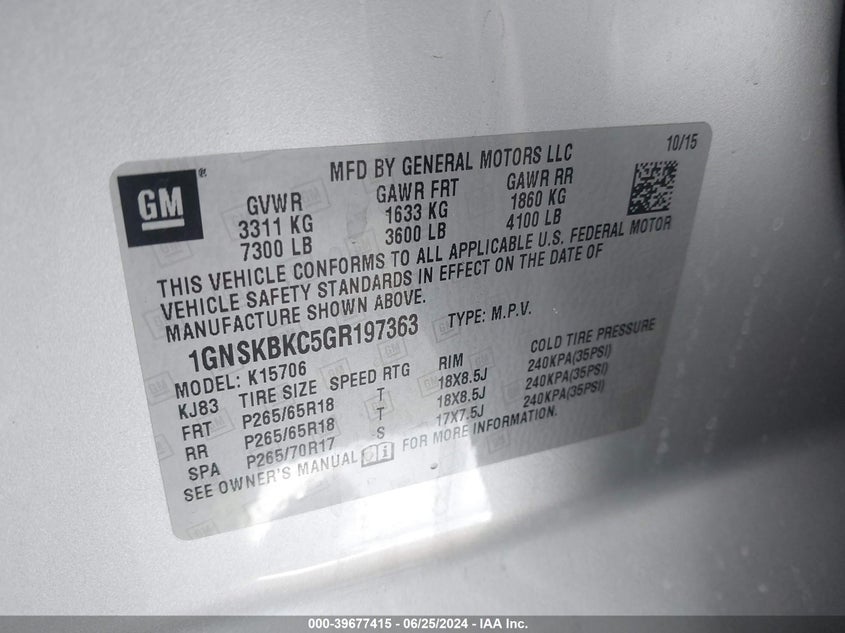 GM ®
MFD BY GENERAL MOTORS LLC
10/15
GVWR GAWR FRT GAWR RR
3311 KG 1633 KG 1860 KG
7300 LB 3600 LB 4100 LB
THIS VEHICLE CONFORMS TO ALL APPLICABLE U.S. FEDERAL MOTOR
VEHICLE SAFETY STANDARDS IN EFFECT ON THE DATE OF
MANUFACTURE SHOWN ABOVE.
1GNSKBKC5GR197363 TYPE: M.P.V.
MODEL: K15706
KJ83 TIRE SIZE SPEED RTG RIM COLD TIRE PRESSURE
FRT P265/65R18 T 18X8.5J 240KPA(35PSI)
RR P265/65R18 T 18X8.5J 240KPA(35PSI)
SPA P265/70R17 S 17X7.5J 240KPA(35PSI)
SEE OWNER'S MANUAL i FOR MORE INFORMATION.
000-39677415 - 06/25/2024 - IAA Inc.